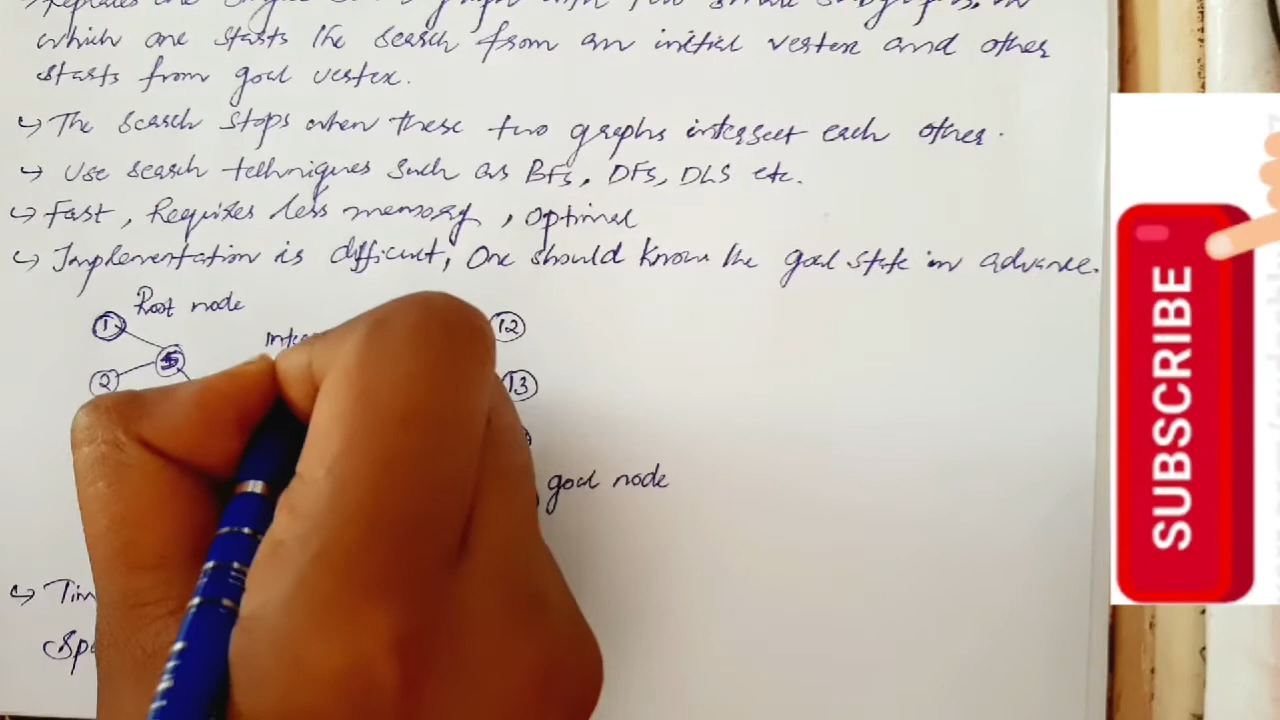 which one starts the search from an initial vertex and other
starts from goal vertex.
↳ The search stops when these two graphs intersect each other.
↳ Use search techniques such as BFS, DFS, DLS etc.
↳ Fast, Requires less memory, optimal
↳ Implementation is difficult, One should know the goal state in advance.
Root node
1
12
5
2
13
goal node
SUBSCRIBE